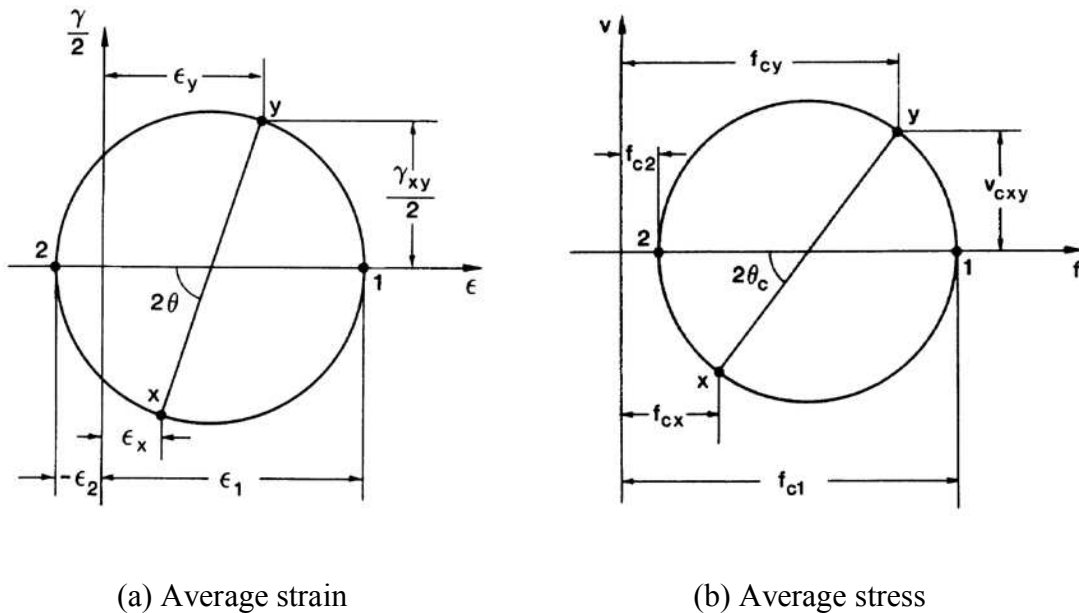 γ/2
ϵy
y
γxy/2
2
1
ϵ
2θ
x
ϵx
-ϵ2
ϵ1
v
fcy
y
fc2
vcxy
2
1
f
2θc
x
fcx
fc1
(a) Average strain
(b) Average stress